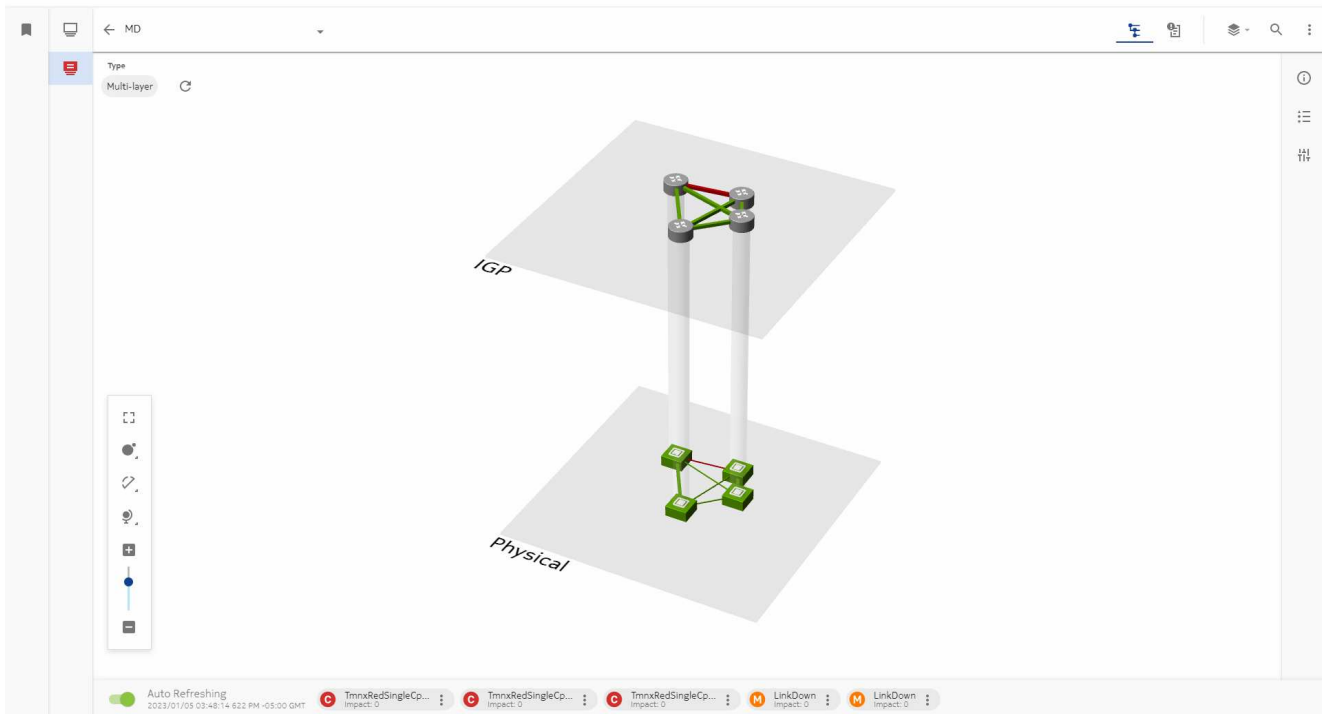 MD
Type
Multi-layer
IGP
Physical
Auto Refreshing
2023/01/05 03:48:14 622 PM -05:00 GMT
C TmnxRedSingleCp...
Impact: 0
C TmnxRedSingleCp...
Impact: 0
C TmnxRedSingleCp...
Impact: 0
M LinkDown
Impact: 0
M LinkDown
Impact: 0